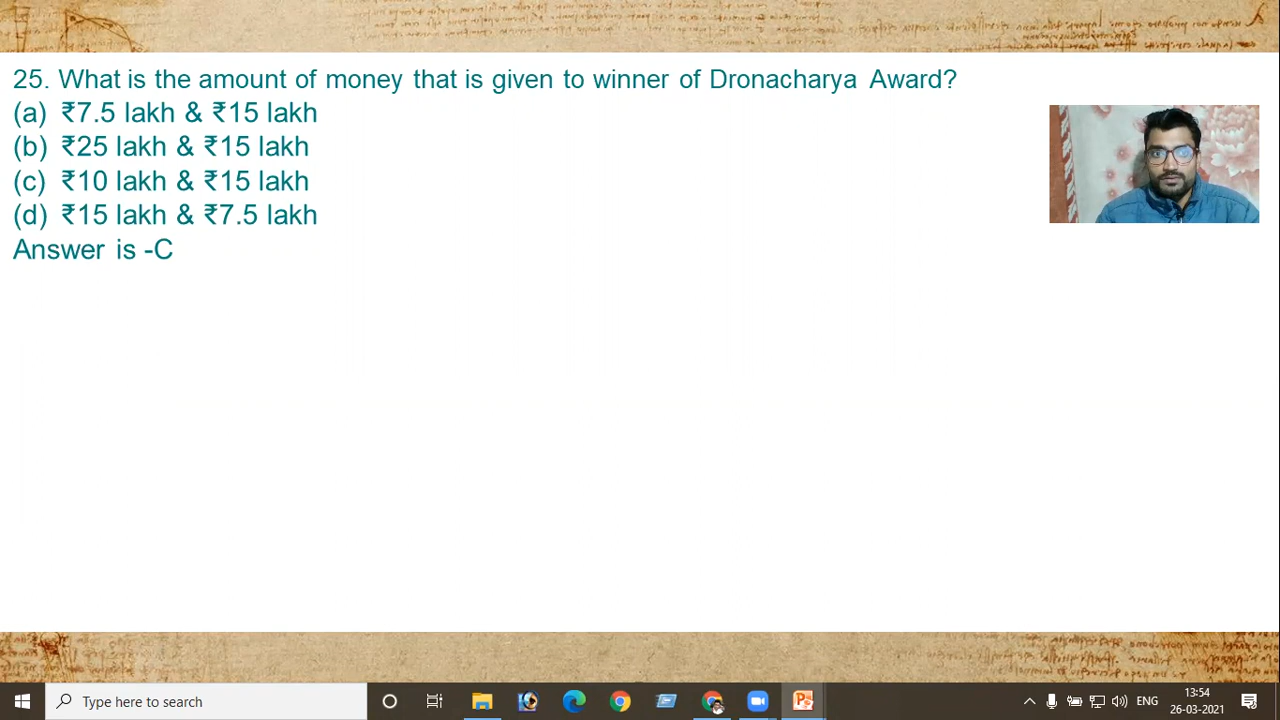 25. What is the amount of money that is given to winner of Dronacharya Award?
(a) ₹7.5 lakh & ₹15 lakh
(b) ₹25 lakh & ₹15 lakh
(c) ₹10 lakh & ₹15 lakh
(d) ₹15 lakh & ₹7.5 lakh
Answer is -C
Type here to search
ENG
13:54
26-03-2021